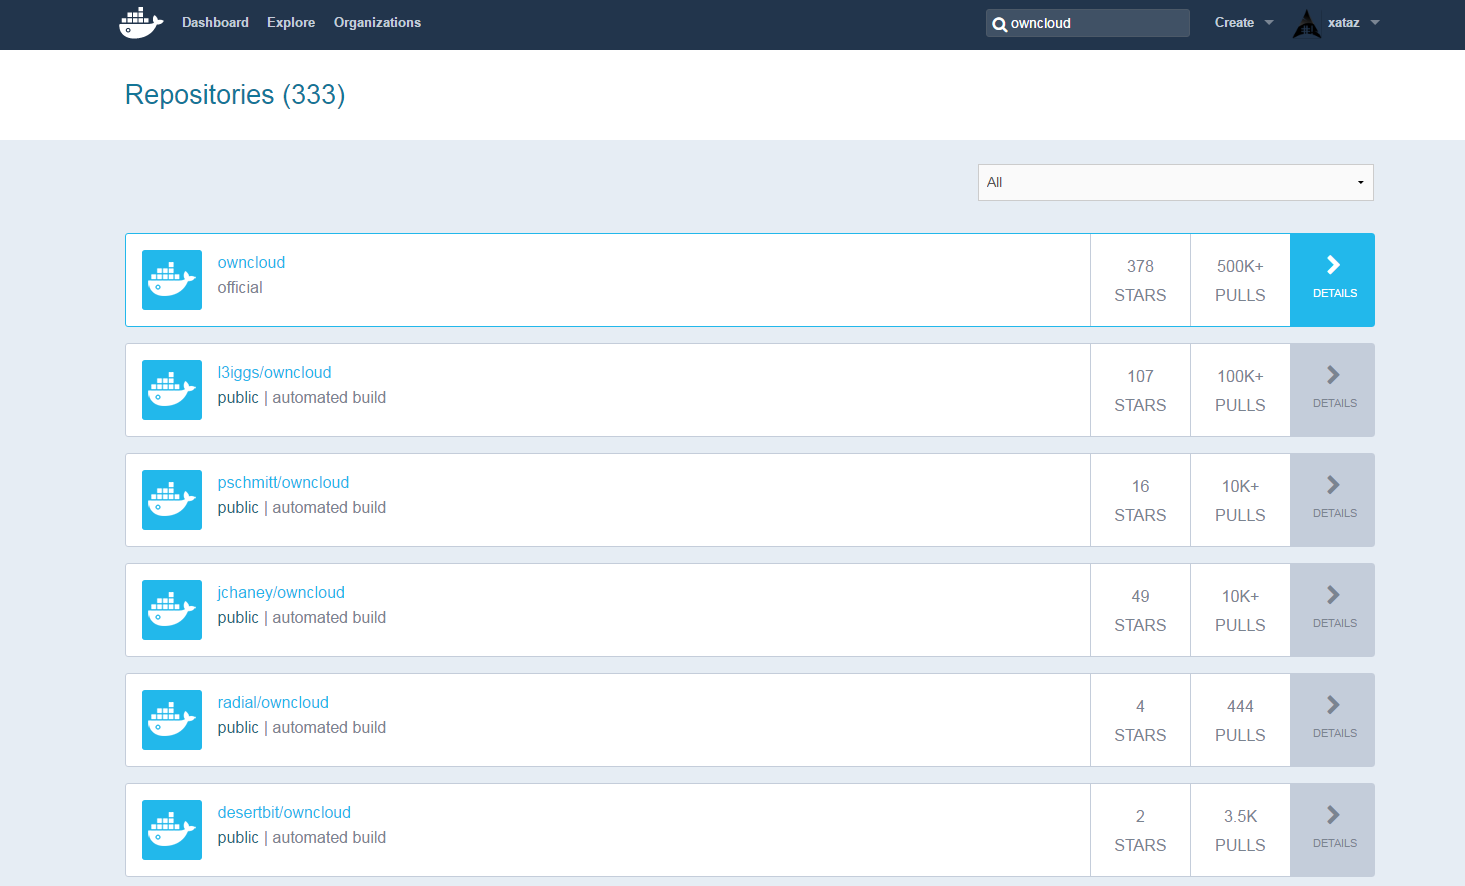 Dashboard Explore Organizations owncloud Create xataz
Repositories (333)
All
owncloud
official
378
STARS
500K+
PULLS
DETAILS
l3iggs/owncloud
public | automated build
107
STARS
100K+
PULLS
DETAILS
pschmitt/owncloud
public | automated build
16
STARS
10K+
PULLS
DETAILS
jchaney/owncloud
public | automated build
49
STARS
10K+
PULLS
DETAILS
radial/owncloud
public | automated build
4
STARS
444
PULLS
DETAILS
desertbit/owncloud
public | automated build
2
STARS
3.5K
PULLS
DETAILS